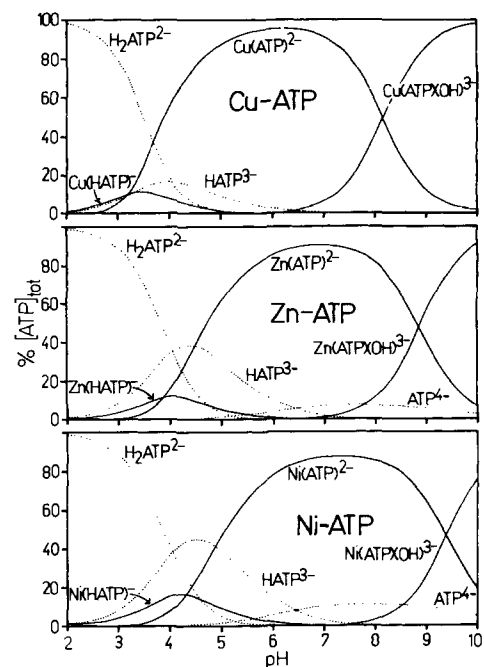 100
80
60
40
20
0
H₂ATP²⁻
Cu(ATP)²⁻
Cu-ATP
Cu(ATP)(OH)³⁻
Cu(HATP)⁻
HATP³⁻
80
60
40
20
0
H₂ATP²⁻
Zn(ATP)²⁻
Zn-ATP
Zn(ATP)(OH)³⁻
HATP³⁻
Zn(HATP)⁻
ATP⁴⁻
% [ATP]tot
80
60
40
20
0
H₂ATP²⁻
Ni(ATP)²⁻
Ni-ATP
Ni(ATP)(OH)³⁻
HATP³⁻
Ni(HATP)⁻
ATP⁴⁻
2 3 4 5 6 7 8 9 10
pH